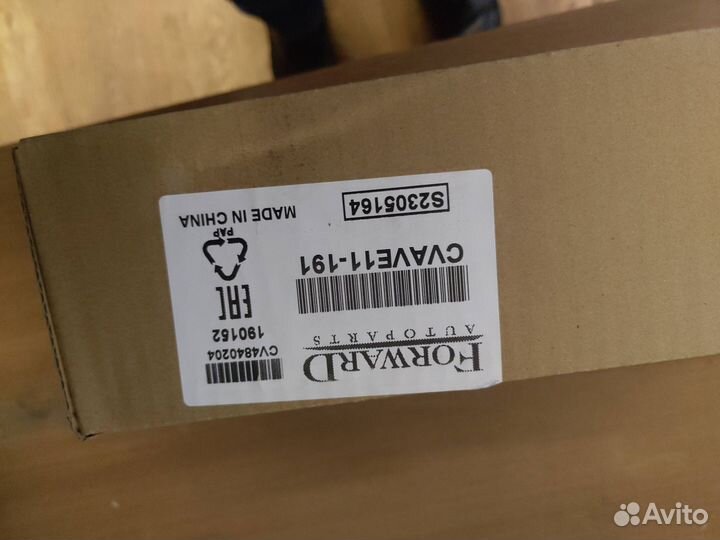 FORWARD
AUTOPARTS
CVAVE11-191
S2305164
CV4840204
190152
EAC
PAP
MADE IN CHINA
Avito